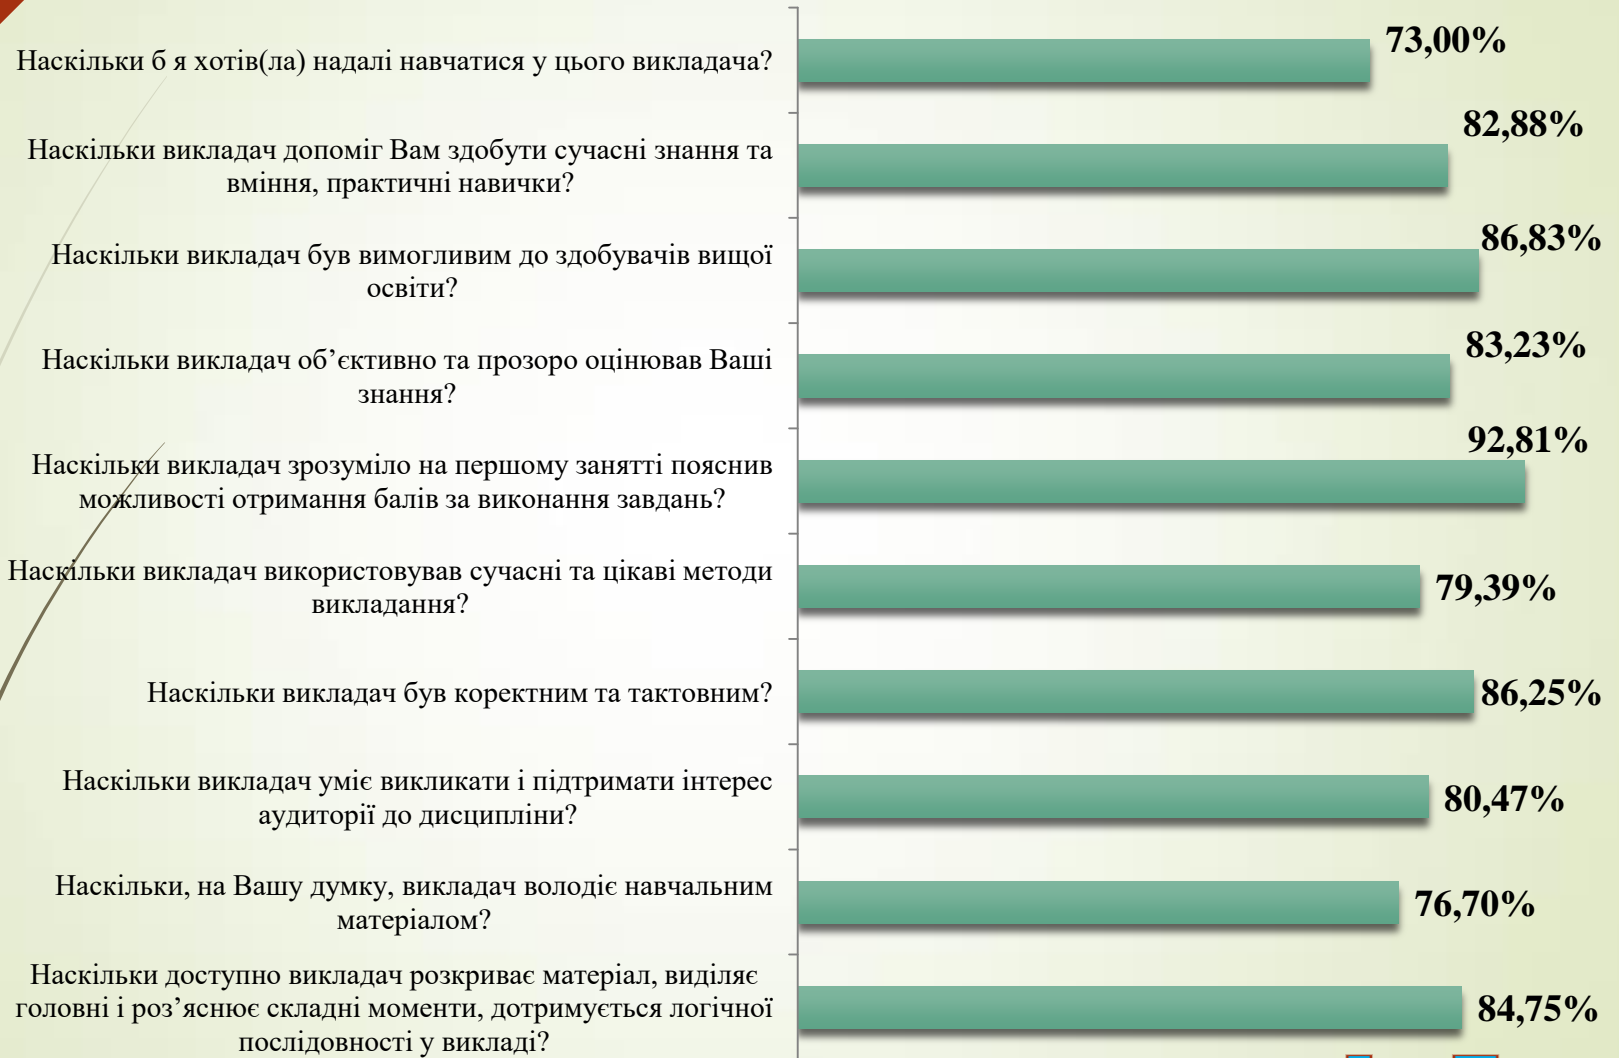 Наскільки б я хотів(ла) надалі навчатися у цього викладача?
73,00%
Наскільки викладач допоміг Вам здобути сучасні знання та
вміння, практичні навички?
82,88%
Наскільки викладач був вимогливим до здобувачів вищої
освіти?
86,83%
Наскільки викладач об’єктивно та прозоро оцінював Ваші
знання?
83,23%
Наскільки викладач зрозуміло на першому занятті пояснив
можливості отримання балів за виконання завдань?
92,81%
Наскільки викладач використовував сучасні та цікаві методи
викладання?
79,39%
Наскільки викладач був коректним та тактовним?
86,25%
Наскільки викладач уміє викликати і підтримати інтерес
аудиторії до дисципліни?
80,47%
Наскільки, на Вашу думку, викладач володіє навчальним
матеріалом?
76,70%
Наскільки доступно викладач розкриває матеріал, виділяє
головні і роз’яснює складні моменти, дотримується логічної
послідовності у викладі?
84,75%